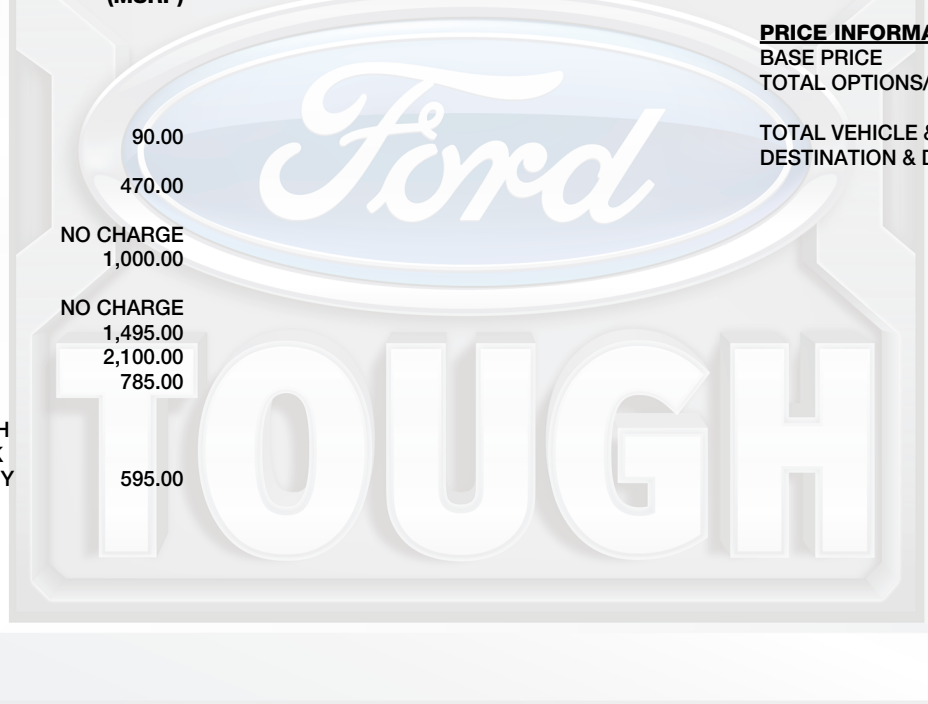 (MSRP)
90.00
470.00
NO CHARGE
1,000.00
NO CHARGE
1,495.00
2,100.00
785.00
H
K
Y 595.00
PRICE INFORMA
BASE PRICE
TOTAL OPTIONS/
TOTAL VEHICLE &
DESTINATION & D
Ford
TOUGH